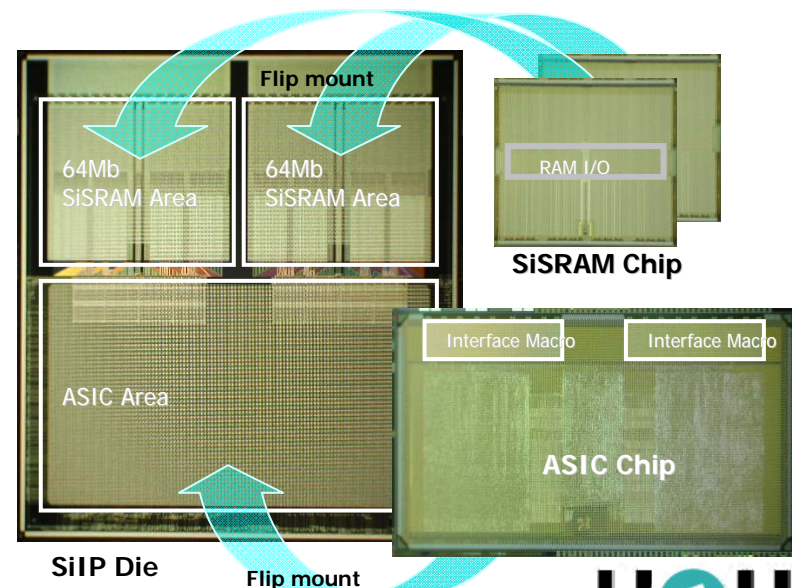 Flip mount
64Mb
SiSRAM Area
64Mb
SiSRAM Area
RAM I/O
SiSRAM Chip
Interface Macro
Interface Macro
ASIC Area
ASIC Chip
SiIP Die
Flip mount